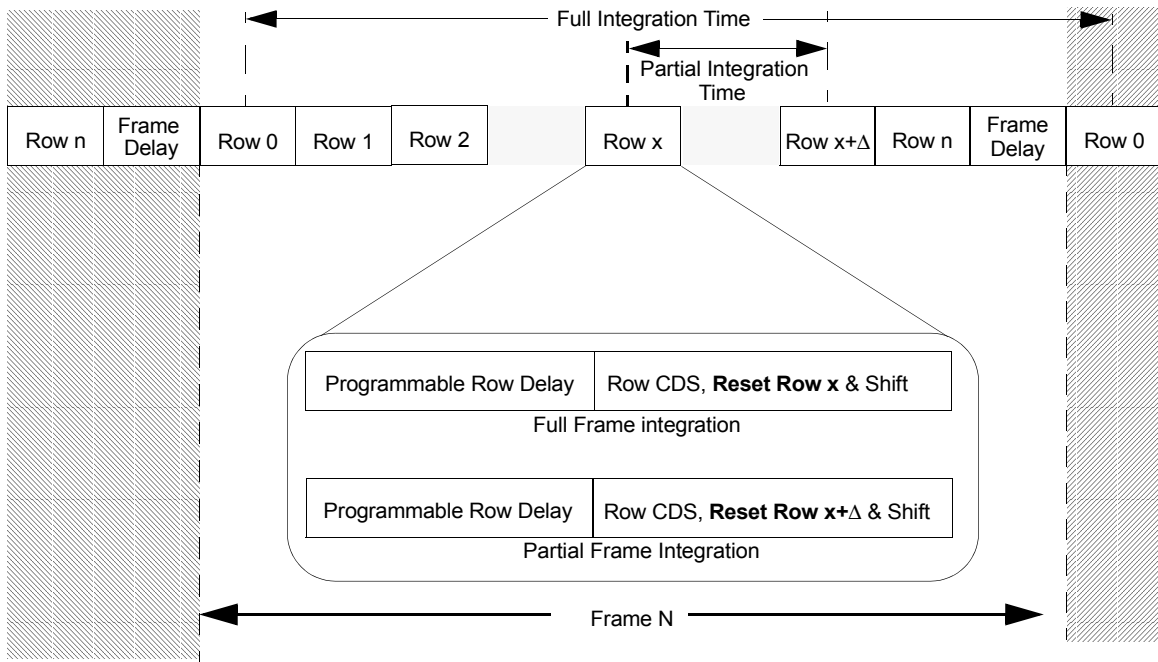 Full Integration Time
Partial Integration
Time
Row n
Frame
Delay
Row 0
Row 1
Row 2
Row x
Row x+Δ
Row n
Frame
Delay
Row 0
Programmable Row Delay
Row CDS, Reset Row x & Shift
Full Frame integration
Programmable Row Delay
Row CDS, Reset Row x+Δ & Shift
Partial Frame Integration
Frame N